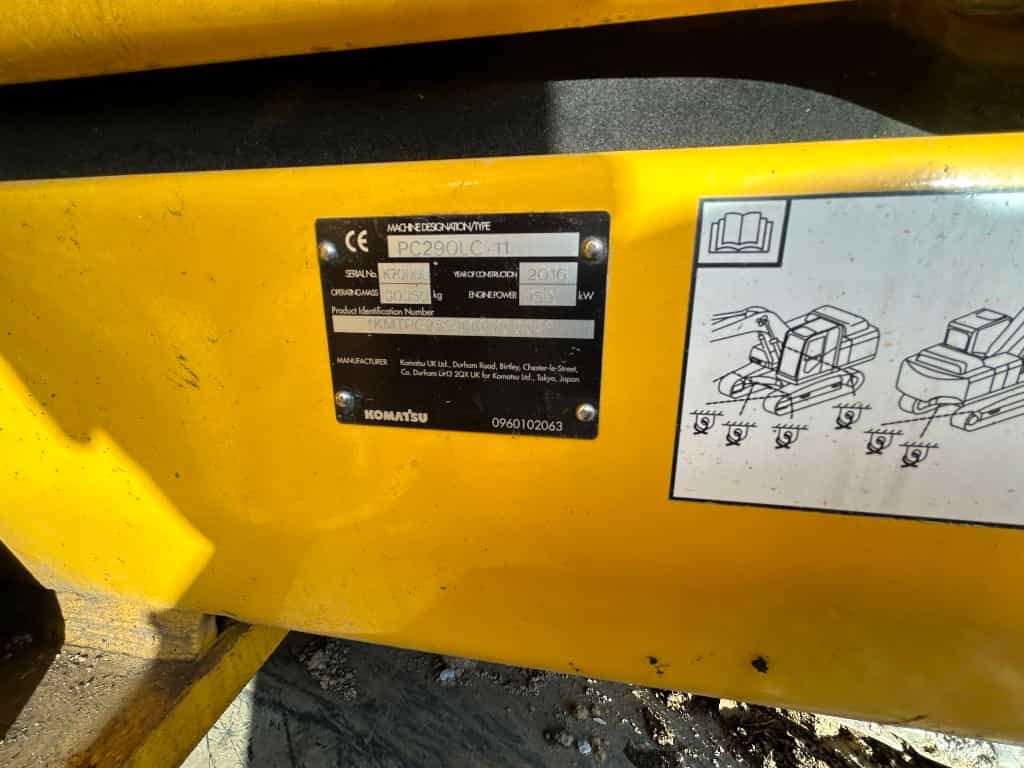 CE
MACHINE DESIGNATION/TYPE
PC290LC-11
SERIAL No.
YEAR OF CONSTRUCTION 2016
OPERATING MASS kg ENGINE POWER kW
Product Identification Number
MANUFACTURER Komatsu UK Ltd., Durham Road, Birtley, Chester-le-Street,
Co. Durham DH3 2QX UK for Komatsu Ltd., Tokyo, Japan
KOMATSU 0960102063